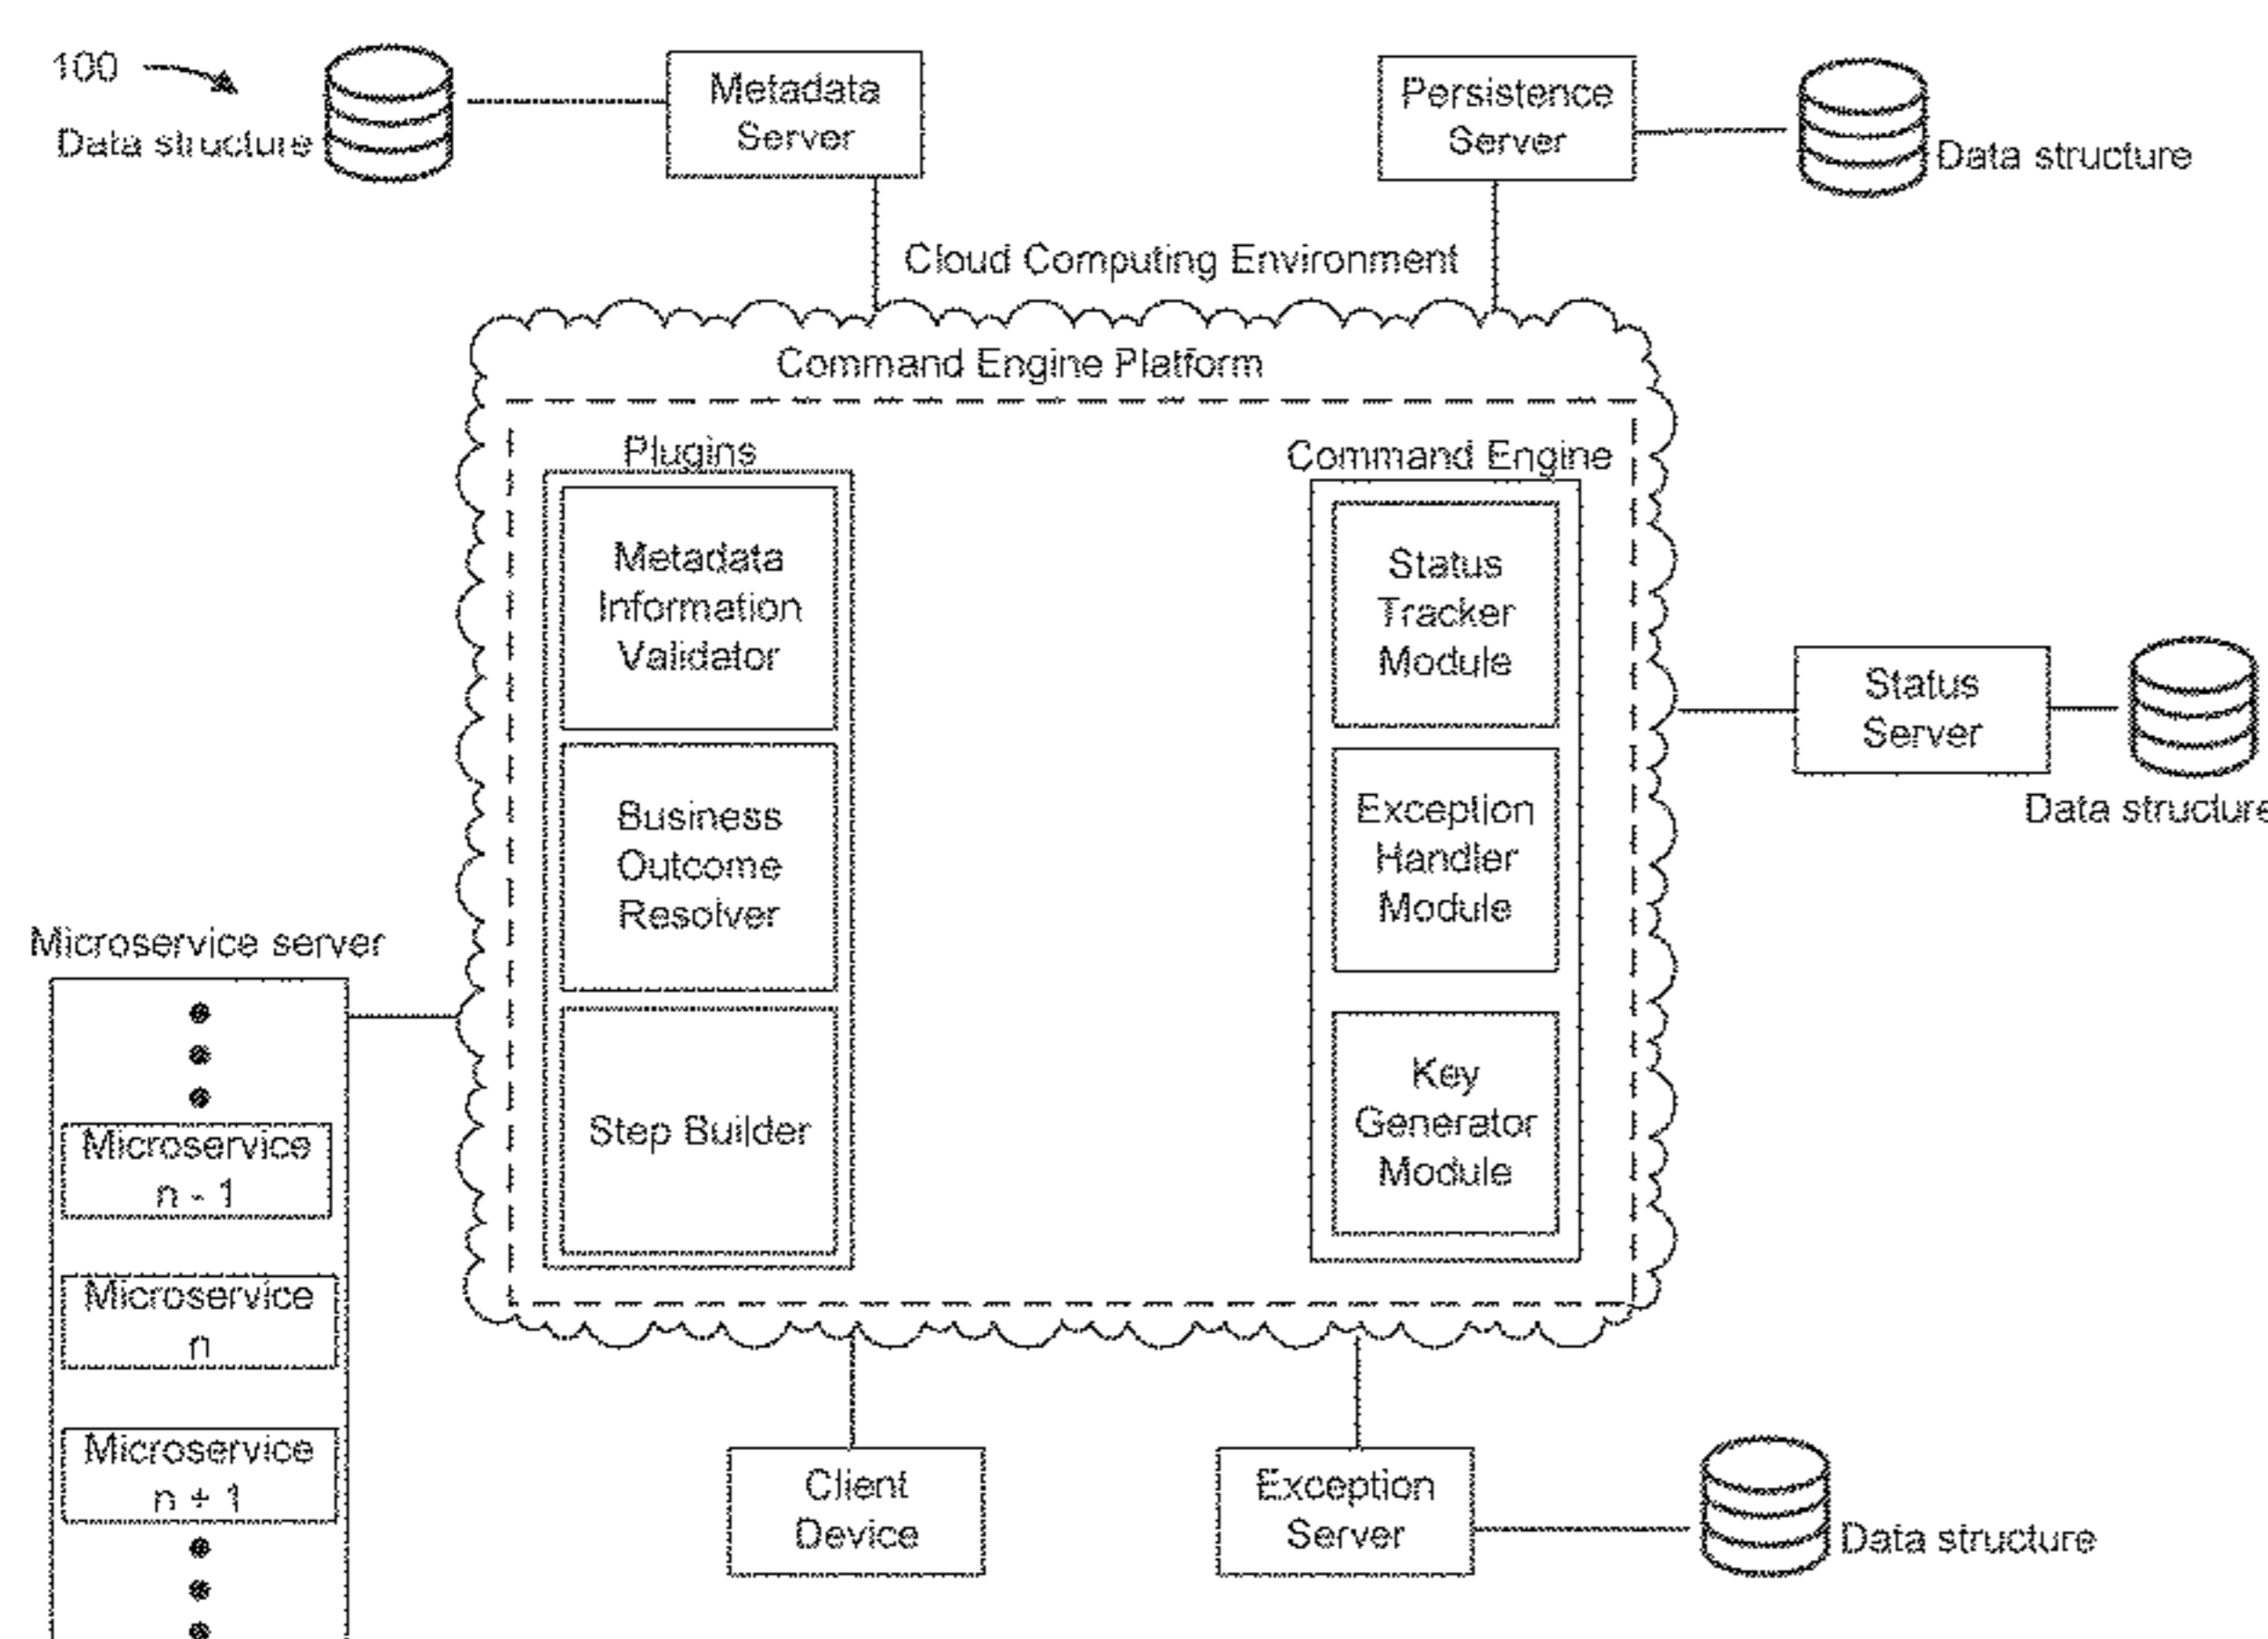 100
Data structure
Metadata
Server
Persistence
Server
Data structure
Cloud Computing Environment
Command Engine Platform
Plugins
Metadata
Information
Validator
Business
Outcome
Resolver
Step Builder
Command Engine
Status
Tracker
Module
Exception
Handler
Module
Key
Generator
Module
Status
Server
Data structure
Microservice server
Microservice
n - 1
Microservice
n
Microservice
n + 1
Client
Device
Exception
Server
Data structure